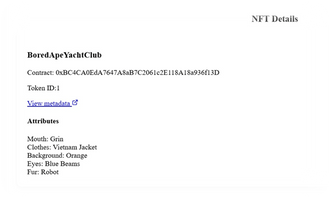 NFT Details
BoredApeYachtClub
Contract: 0xBC4CA0EdA7647A8aB7C2061c2E118A18a936f13D
Token ID:1
View metadata
Attributes
Mouth: Grin
Clothes: Vietnam Jacket
Background: Orange
Eyes: Blue Beams
Fur: Robot